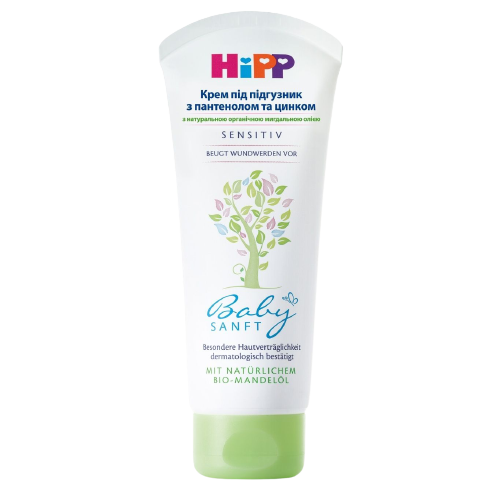 HiPP
Крем під підгузник
з пантенолом та цинком
з натуральною органічною мигдальною олією
SENSITIV
BEUGT WUNDWERDEN VOR
Baby
SANFT
Besondere Hautverträglichkeit
dermatologisch bestätigt
MIT NATÜRLICHEM
BIO-MANDELÖL